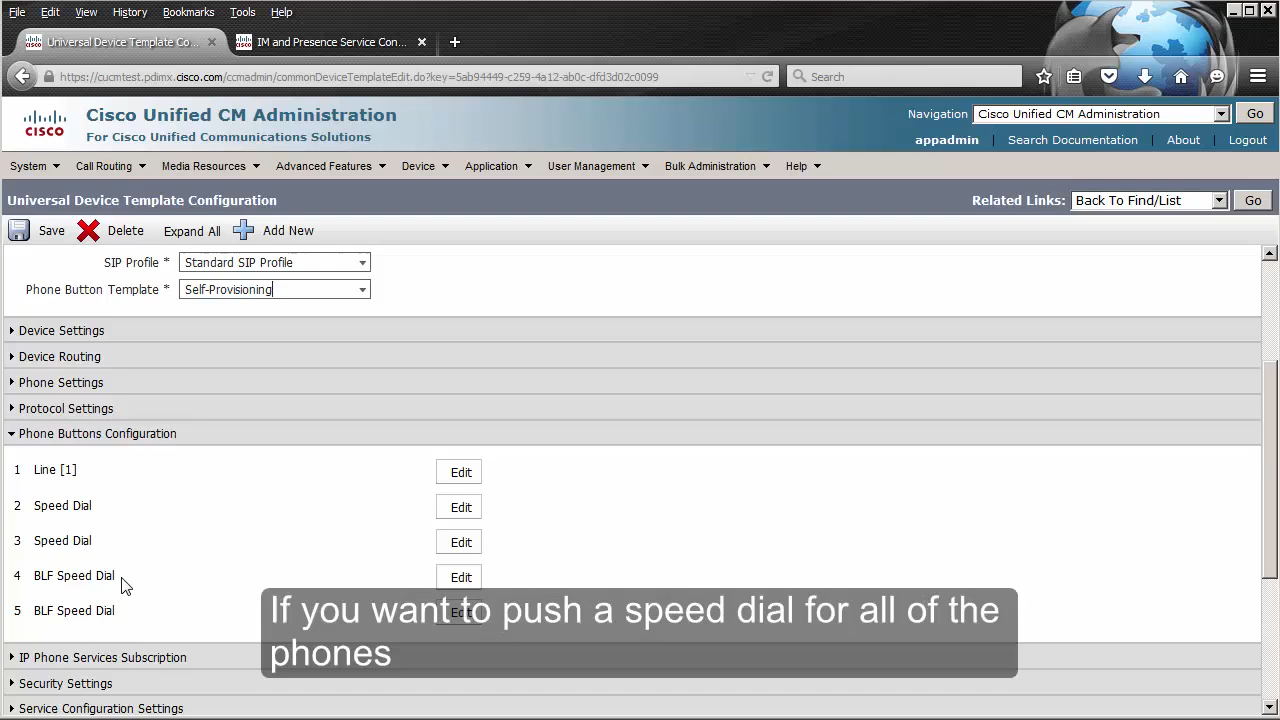 File Edit View History Bookmarks Tools Help
Universal Device Template Co... × IM and Presence Service Con... ×
https://cucmtest.pdimx.cisco.com/ccmadmin/commonDeviceTemplateEdit.do?key=5ab94449-c259-4a12-ab0c-dfd3d02c0099 Search
CISCO
Cisco Unified CM Administration
For Cisco Unified Communications Solutions
Navigation Cisco Unified CM Administration Go
appadmin Search Documentation About Logout
System Call Routing Media Resources Advanced Features Device Application User Management Bulk Administration Help
Universal Device Template Configuration
Related Links: Back To Find/List Go
Save Delete Expand All Add New
SIP Profile * Standard SIP Profile
Phone Button Template * Self-Provisioning
Device Settings
Device Routing
Phone Settings
Protocol Settings
Phone Buttons Configuration
1 Line [1] Edit
2 Speed Dial Edit
3 Speed Dial Edit
4 BLF Speed Dial Edit
5 BLF Speed Dial Edit
If you want to push a speed dial for all of the
phones
IP Phone Services Subscription
Security Settings
Service Configuration Settings